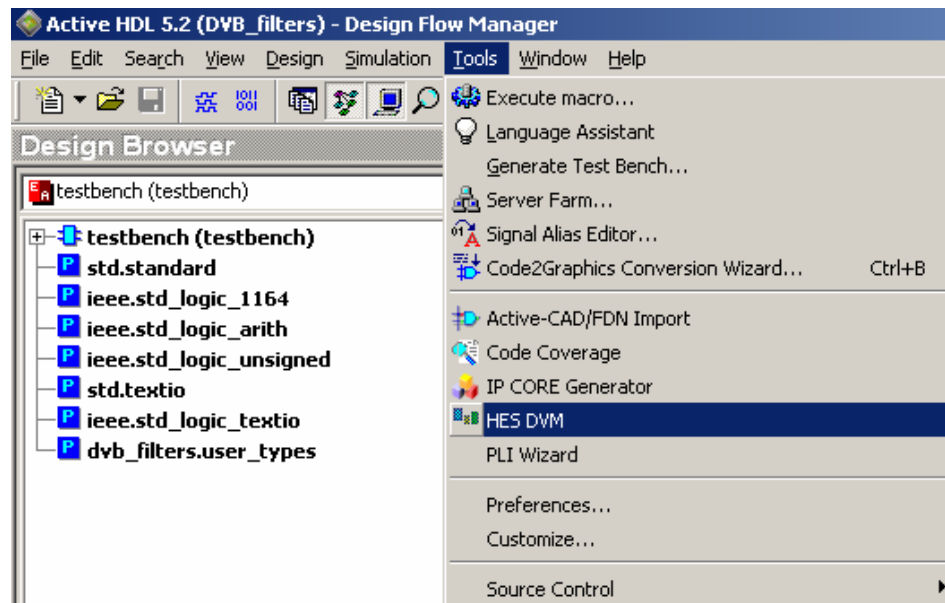 Active HDL 5.2 (DVB_filters) - Design Flow Manager
File Edit Search View Design Simulation Tools Window Help
Design Browser
testbench (testbench)
testbench (testbench)
std.standard
ieee.std_logic_1164
ieee.std_logic_arith
ieee.std_logic_unsigned
std.textio
ieee.std_logic_textio
dvb_filters.user_types
Execute macro...
Language Assistant
Generate Test Bench...
Server Farm...
Signal Alias Editor...
Code2Graphics Conversion Wizard... Ctrl+B
Active-CAD/FDN Import
Code Coverage
IP CORE Generator
HES DVM
PLI Wizard
Preferences...
Customize...
Source Control